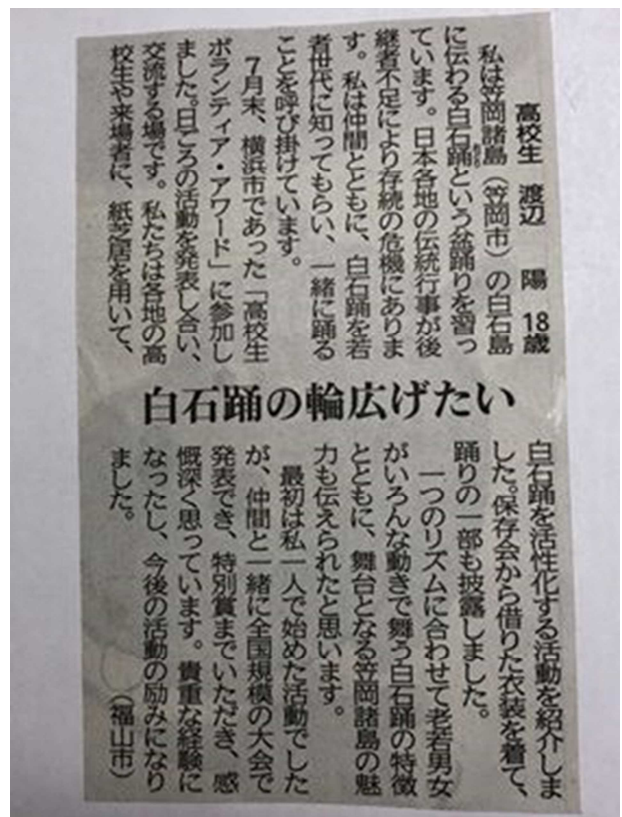 白石踊の輪広げたい
高校生 渡辺 陽 18歳
私は笠岡諸島(笠岡市)の白石島
に伝わる白石踊という盆踊りを習っ
ています。日本各地の伝統行事が後
継者不足により存続の危機にありま
す。私は仲間とともに、白石踊を若
者世代に知ってもらい、一緒に踊る
ことを呼び掛けています。
7月末、横浜市であった「高校生
ボランティア・アワード」に参加し
ました。日ごろの活動を発表し合い、
交流する場です。私たちは各地の高
校生や来場者に、紙芝居を用いて、
白石踊を活性化する活動を紹介しま
した。保存会から借りた衣装を着て、
踊りの一部も披露しました。
一つのリズムに合わせて老若男女
がいろんな動きで舞う白石踊の特徴
とともに、舞台となる笠岡諸島の魅
力も伝えられたと思います。
最初は私一人で始めた活動でした
が、仲間と一緒に全国規模の大会で
発表でき、特別賞までいただき、感
慨深く思っています。貴重な経験に
なったし、今後の活動の励みになり
ました。
(福山市)